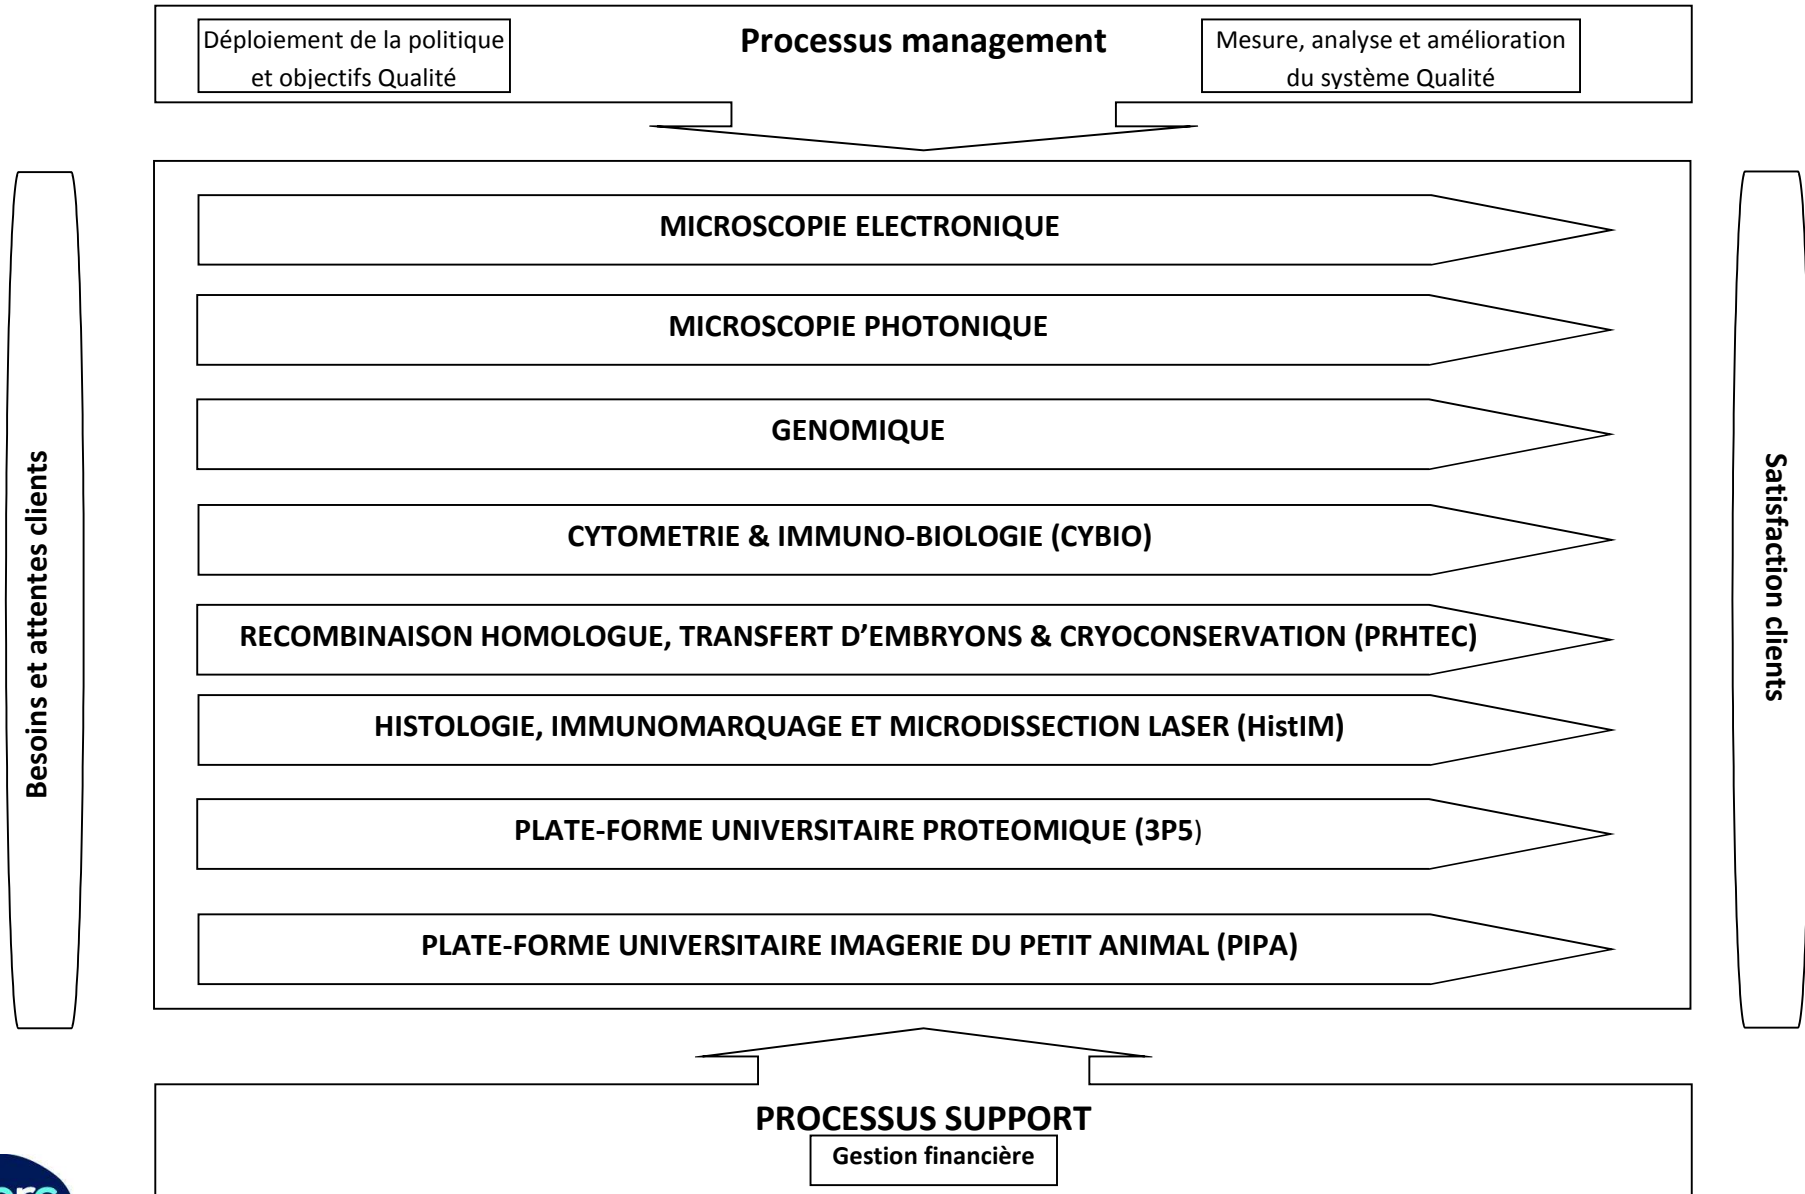 Processus management
Déploiement de la politique
et objectifs Qualité
Mesure, analyse et amélioration
du système Qualité
Besoins et attentes clients
MICROSCOPIE ELECTRONIQUE
MICROSCOPIE PHOTONIQUE
GENOMIQUE
CYTOMETRIE & IMMUNO-BIOLOGIE (CYBIO)
RECOMBINAISON HOMOLOGUE, TRANSFERT D’EMBRYONS & CRYOCONSERVATION (PRHTEC)
HISTOLOGIE, IMMUNOMARQUAGE ET MICRODISSECTION LASER (HistIM)
PLATE-FORME UNIVERSITAIRE PROTEOMIQUE (3P5)
PLATE-FORME UNIVERSITAIRE IMAGERIE DU PETIT ANIMAL (PIPA)
Satisfaction clients
PROCESSUS SUPPORT
Gestion financière